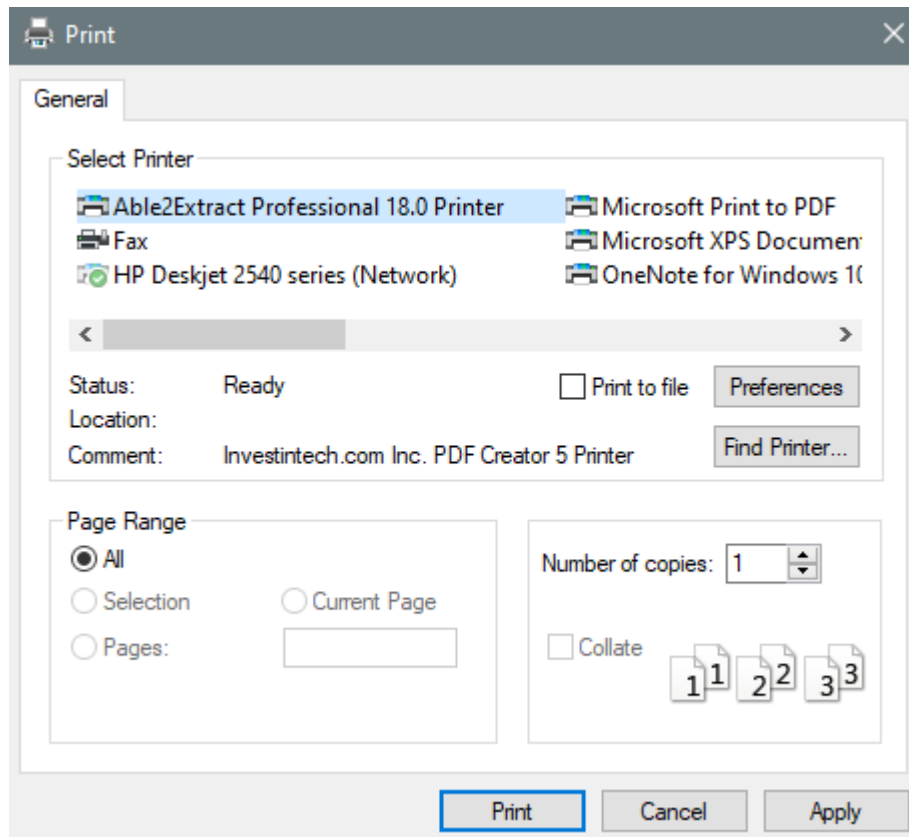 Print
General
Select Printer
Able2Extract Professional 18.0 Printer
Microsoft Print to PDF
Fax
Microsoft XPS Documen
HP Deskjet 2540 series (Network)
OneNote for Windows 10
Status: Ready
Print to file
Preferences
Location:
Comment: Investintech.com Inc. PDF Creator 5 Printer
Find Printer...
Page Range
All
Selection
Current Page
Pages:
Number of copies: 1
Collate
1 1 2 2 3 3
Print
Cancel
Apply